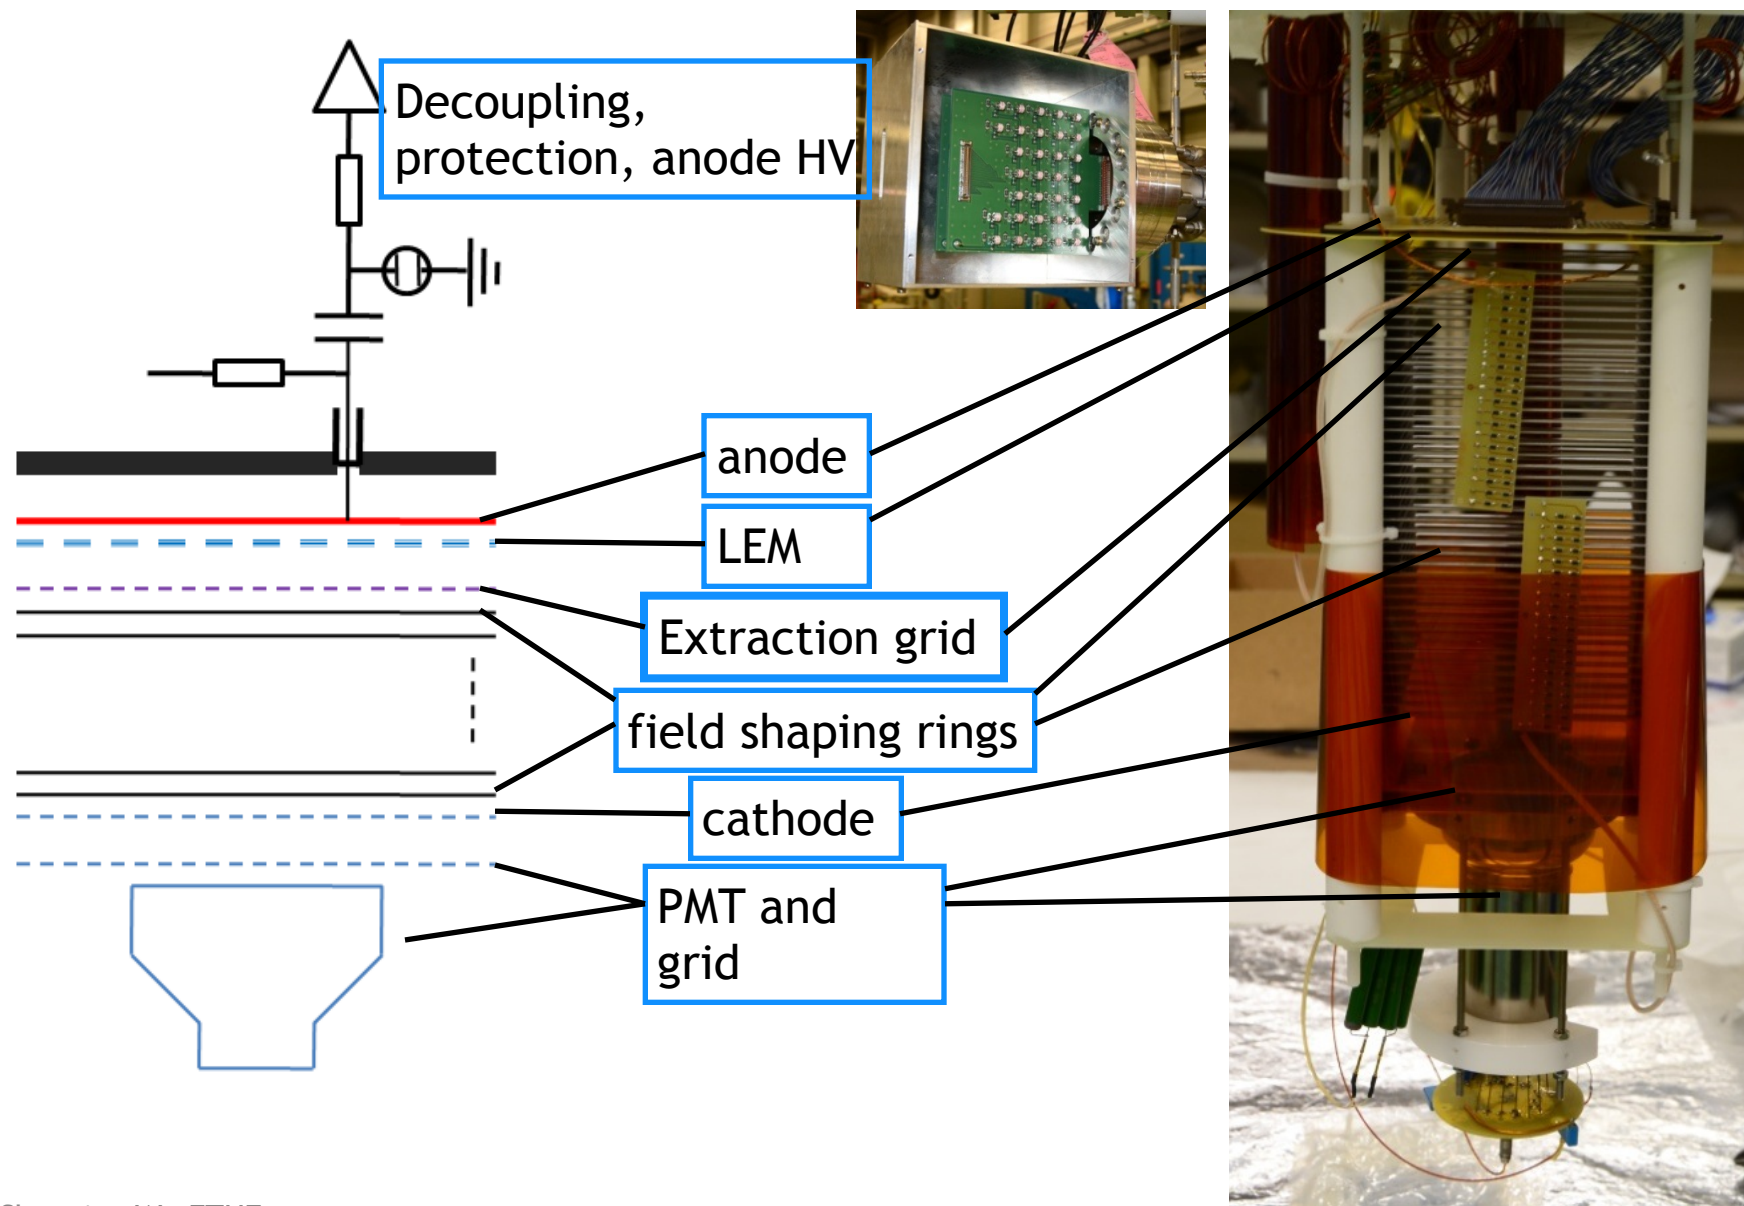 Decoupling,
protection, anode HV
anode
LEM
Extraction grid
field shaping rings
cathode
PMT and
grid